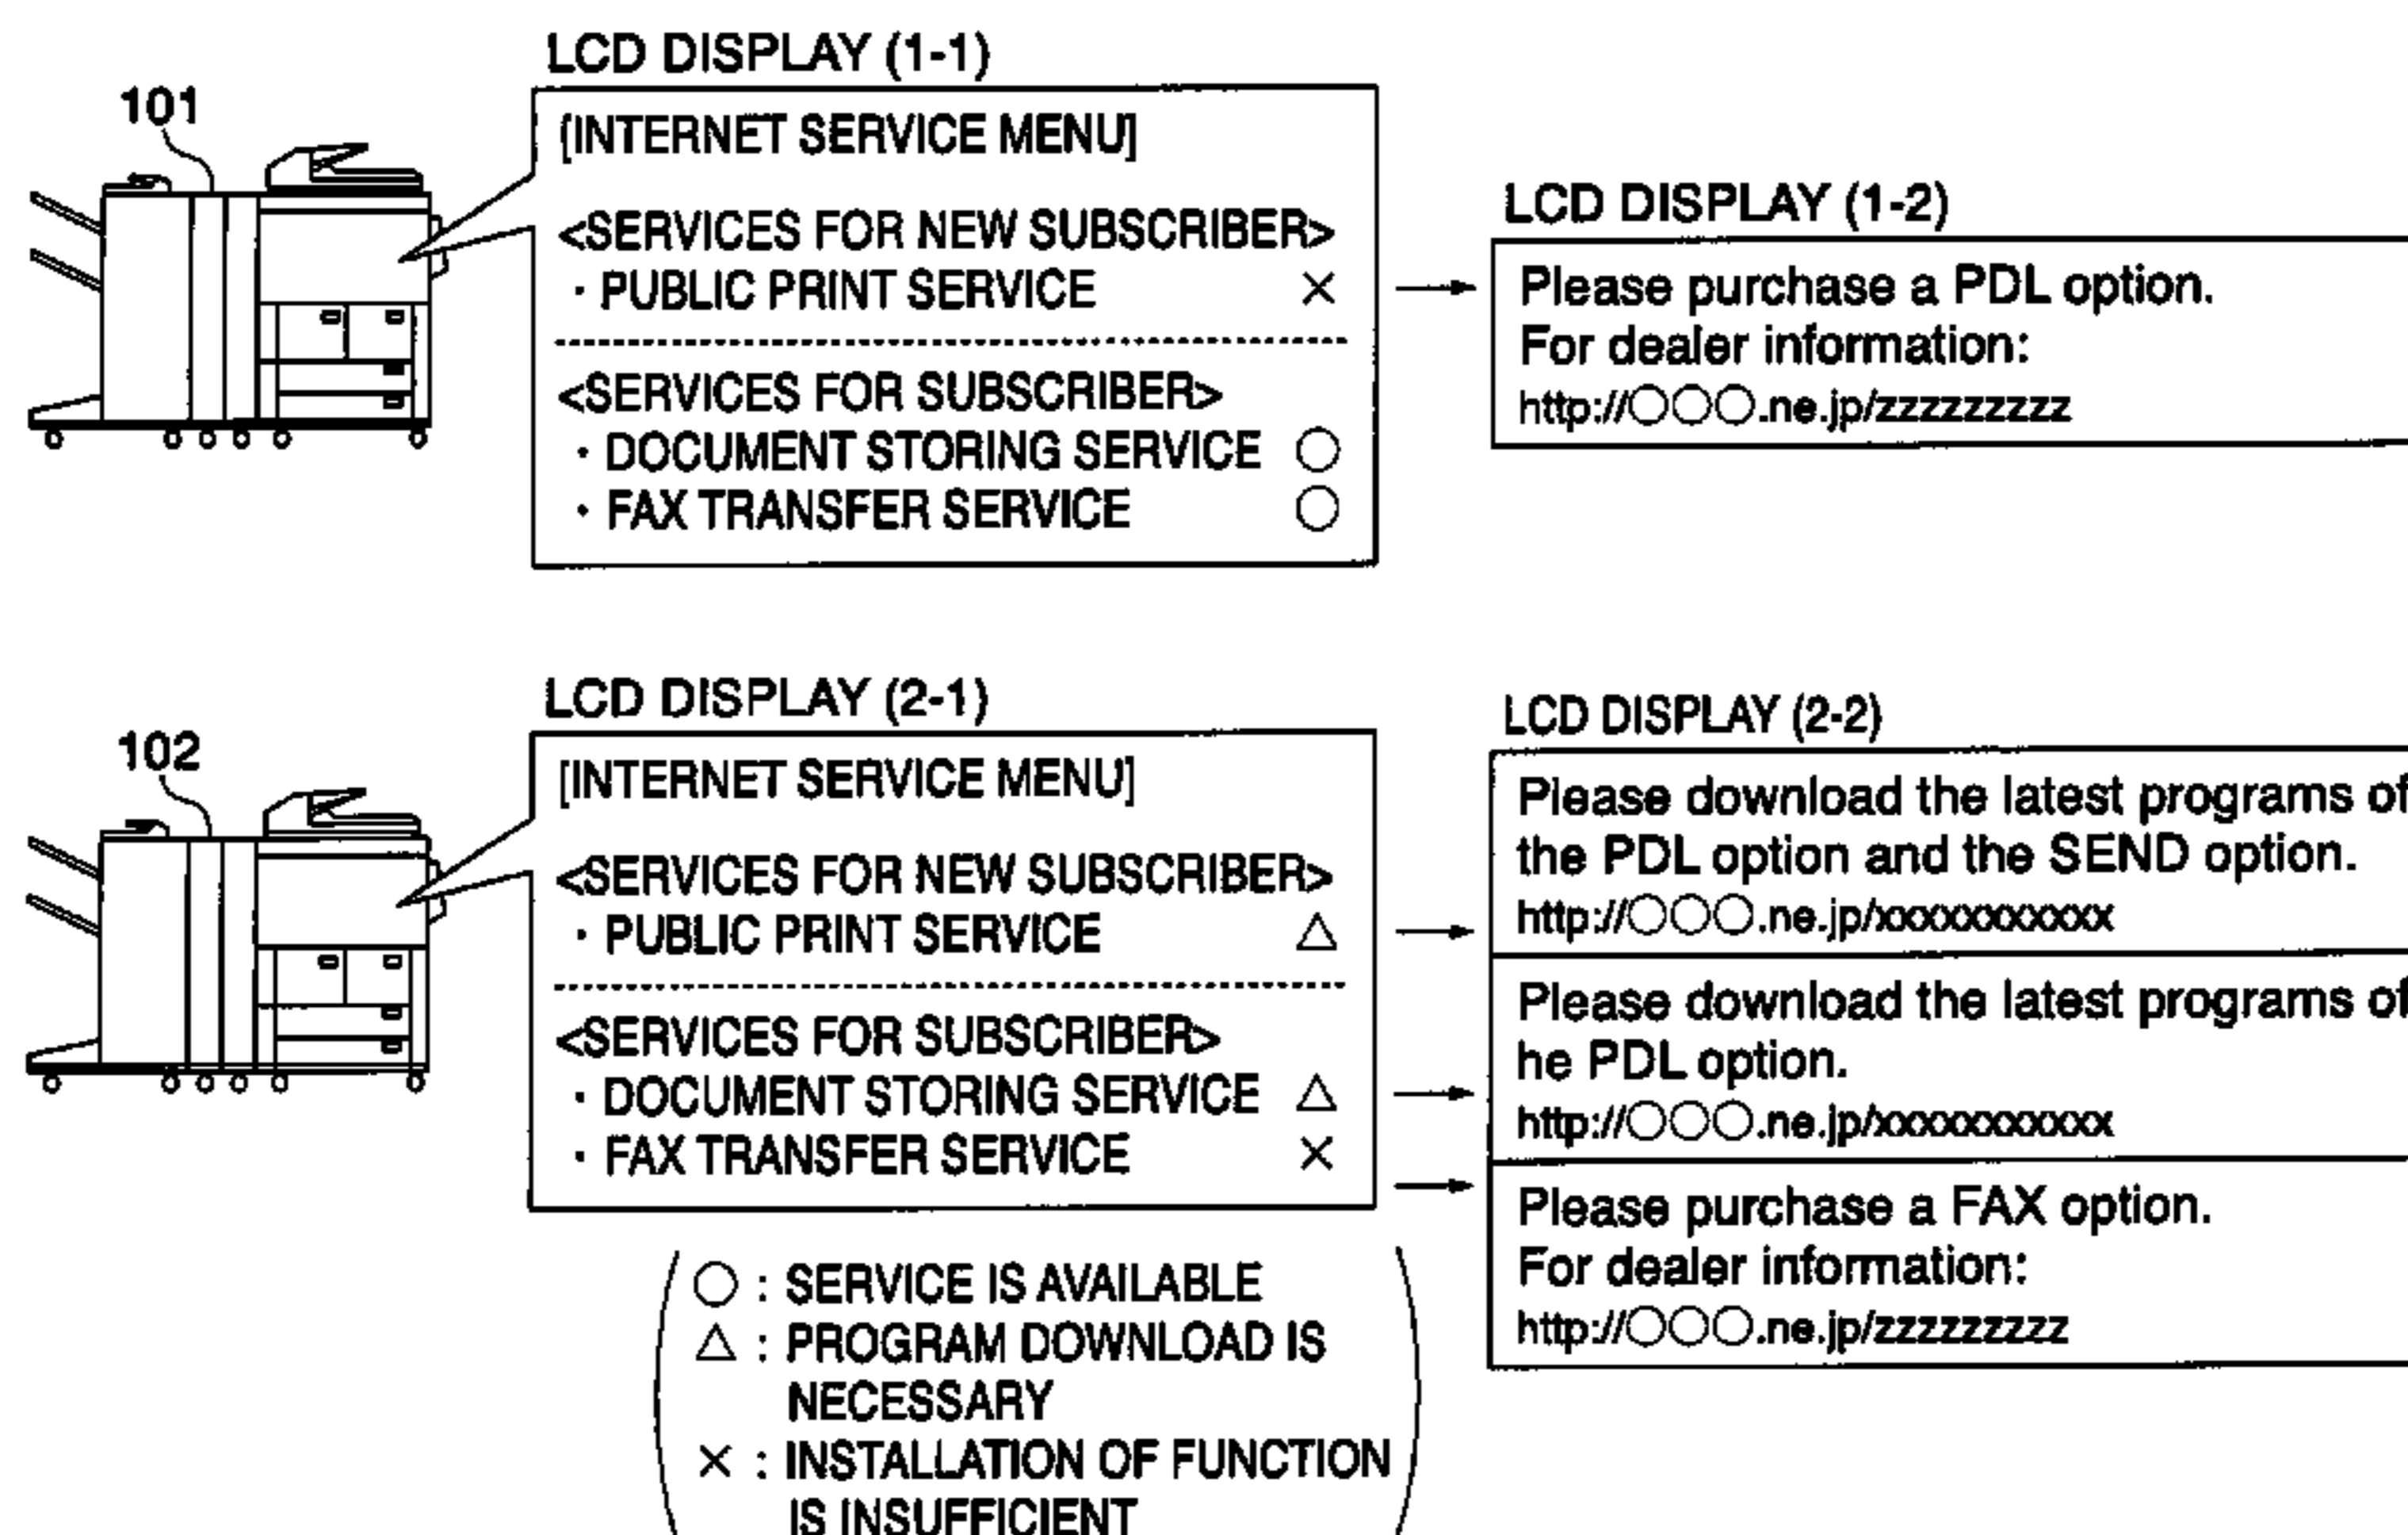 LCD DISPLAY (1-1)
101
[INTERNET SERVICE MENU]
<SERVICES FOR NEW SUBSCRIBER>
· PUBLIC PRINT SERVICE ×
<SERVICES FOR SUBSCRIBER>
· DOCUMENT STORING SERVICE ○
· FAX TRANSFER SERVICE ○
LCD DISPLAY (1-2)
Please purchase a PDL option.
For dealer information:
http://○○○.ne.jp/zzzzzzzzz
LCD DISPLAY (2-1)
102
[INTERNET SERVICE MENU]
<SERVICES FOR NEW SUBSCRIBER>
· PUBLIC PRINT SERVICE △
<SERVICES FOR SUBSCRIBER>
· DOCUMENT STORING SERVICE △
· FAX TRANSFER SERVICE ×
LCD DISPLAY (2-2)
Please download the latest programs of
the PDL option and the SEND option.
http://○○○.ne.jp/xxxxxxxxxxx
Please download the latest programs of
he PDL option.
http://○○○.ne.jp/xxxxxxxxxxx
Please purchase a FAX option.
For dealer information:
http://○○○.ne.jp/zzzzzzzzz
○ : SERVICE IS AVAILABLE
△ : PROGRAM DOWNLOAD IS
NECESSARY
× : INSTALLATION OF FUNCTION
IS INSUFFICIENT